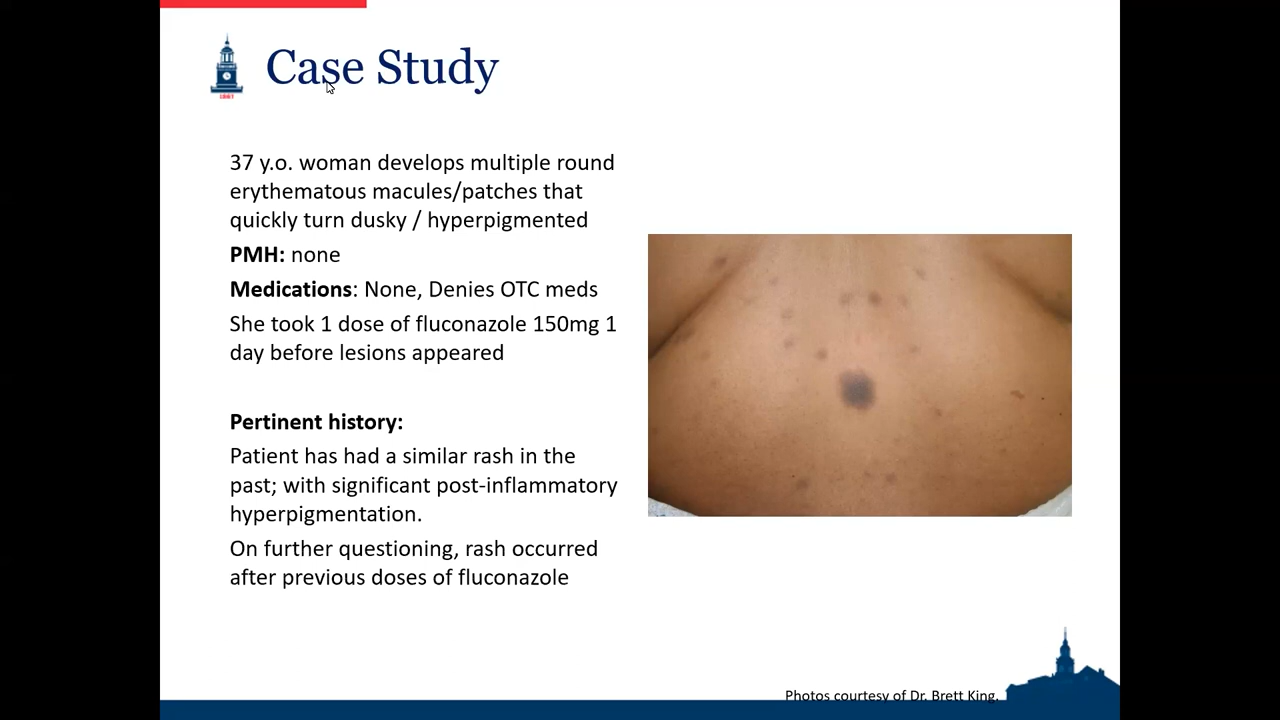 Case Study
37 y.o. woman develops multiple round
erythematous macules/patches that
quickly turn dusky / hyperpigmented
PMH: none
Medications: None, Denies OTC meds
She took 1 dose of fluconazole 150mg 1
day before lesions appeared
Pertinent history:
Patient has had a similar rash in the
past; with significant post-inflammatory
hyperpigmentation.
On further questioning, rash occurred
after previous doses of fluconazole
Photos courtesy of Dr. Brett King.